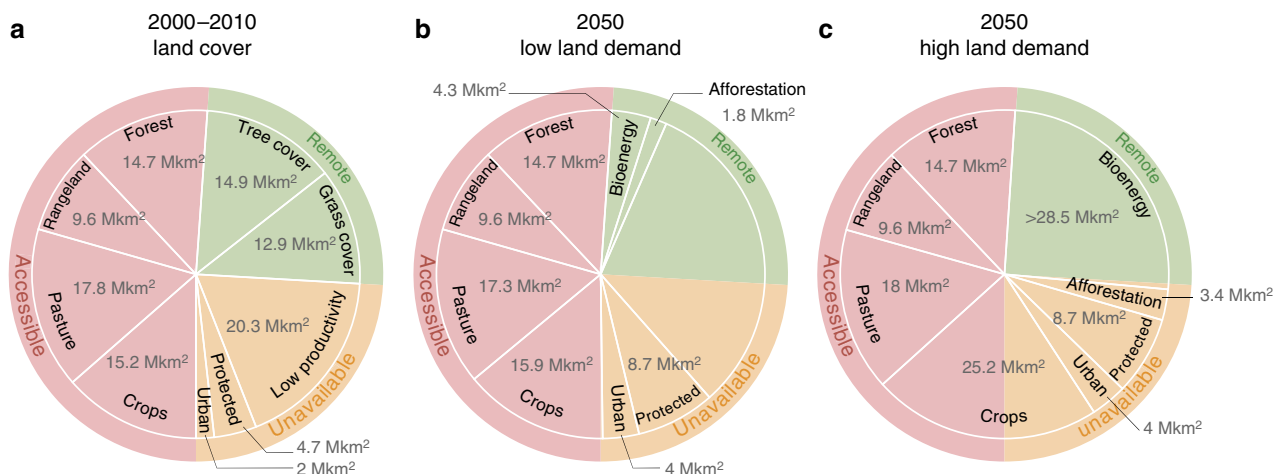 a
2000–2010
land cover
Forest
14.7 Mkm²
Tree cover
14.9 Mkm²
Remote
Rangeland
9.6 Mkm²
Grass cover
12.9 Mkm²
Accessible
Pasture
17.8 Mkm²
20.3 Mkm²
Low productivity
15.2 Mkm²
Crops
Urban
Protected
Unavailable
4.7 Mkm²
2 Mkm²
b
2050
low land demand
4.3 Mkm²
Afforestation
1.8 Mkm²
Forest
14.7 Mkm²
Bioenergy
Remote
Rangeland
9.6 Mkm²
Accessible
Pasture
17.3 Mkm²
15.9 Mkm²
Crops
8.7 Mkm²
Urban
Protected
Unavailable
4 Mkm²
c
2050
high land demand
Forest
14.7 Mkm²
Bioenergy
Remote
>28.5 Mkm²
Rangeland
9.6 Mkm²
Accessible
Pasture
18 Mkm²
Afforestation
3.4 Mkm²
8.7 Mkm²
Protected
25.2 Mkm²
Crops
Urban
unavailable
4 Mkm²